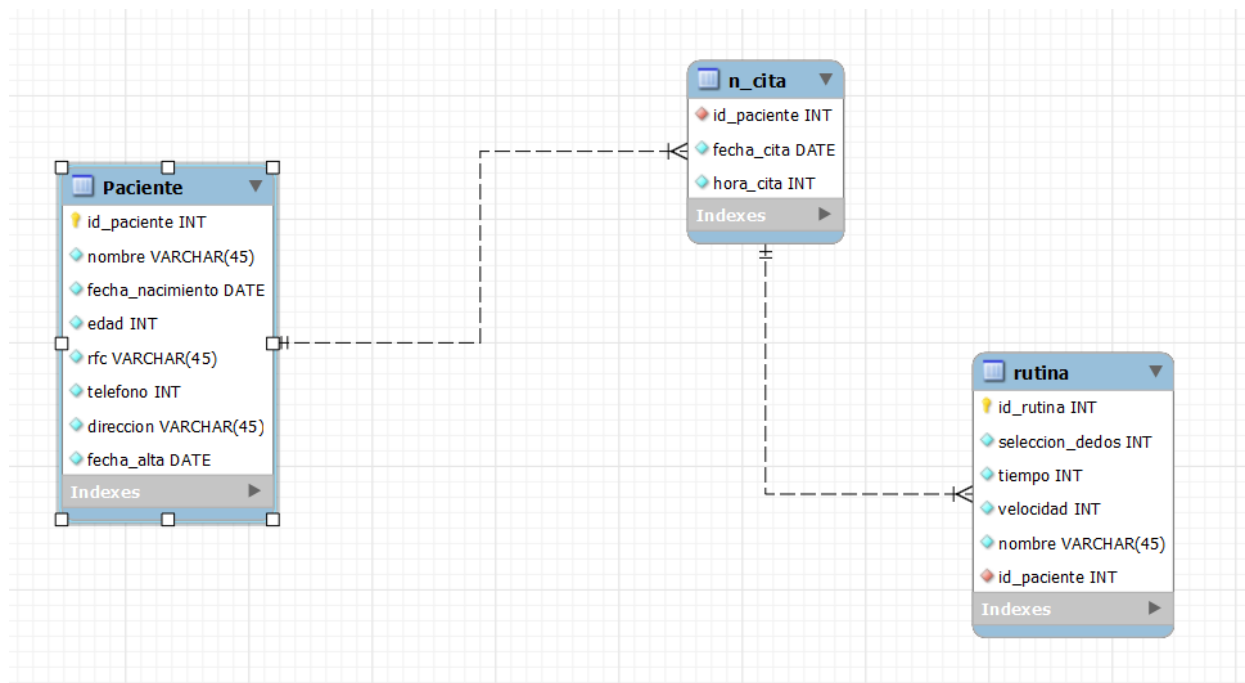 Paciente
id_paciente INT
nombre VARCHAR(45)
fecha_nacimiento DATE
edad INT
rfc VARCHAR(45)
telefono INT
direccion VARCHAR(45)
fecha_alta DATE
Indexes
n_cita
id_paciente INT
fecha_cita DATE
hora_cita INT
Indexes
rutina
id_rutina INT
seleccion_dedos INT
tiempo INT
velocidad INT
nombre VARCHAR(45)
id_paciente INT
Indexes